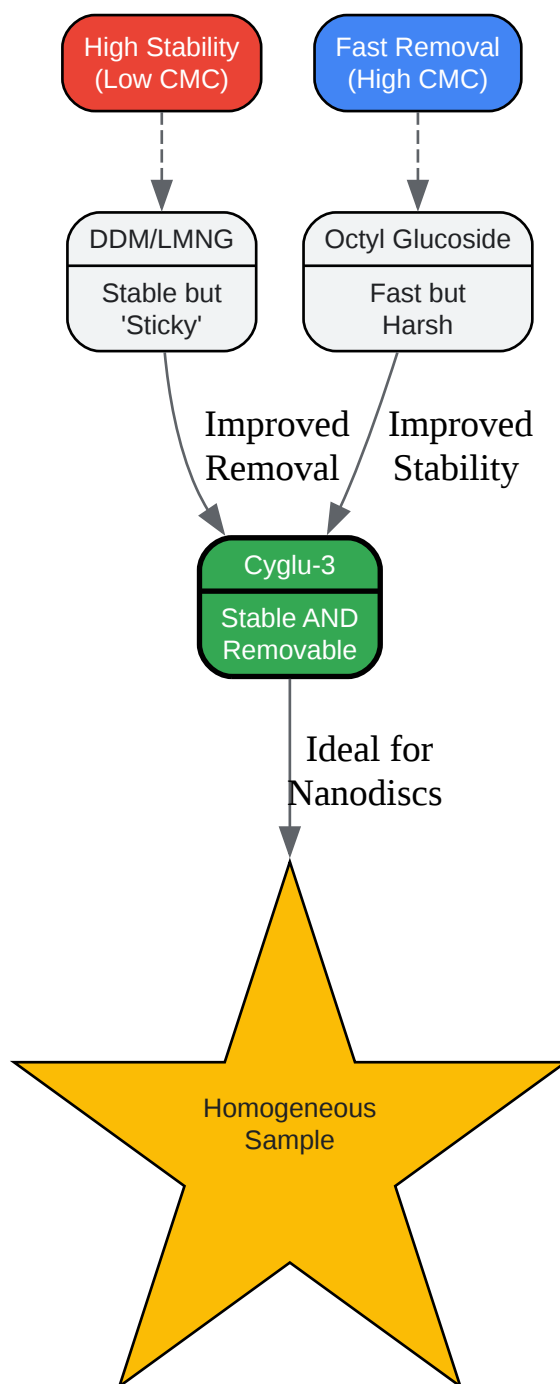 High Stability
(Low CMC)
Fast Removal
(High CMC)
DDM/LMNG
Stable but
'Sticky'
Octyl Glucoside
Fast but
Harsh
Improved
Removal
Improved
Stability
Cyglu-3
Stable AND
Removable
Ideal for
Nanodiscs
Homogeneous
Sample